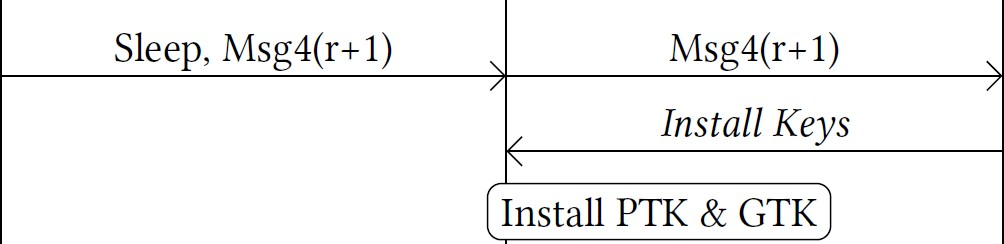 Sleep, Msg4(r+1)
Msg4(r+1)
Install Keys
Install PTK & GTK